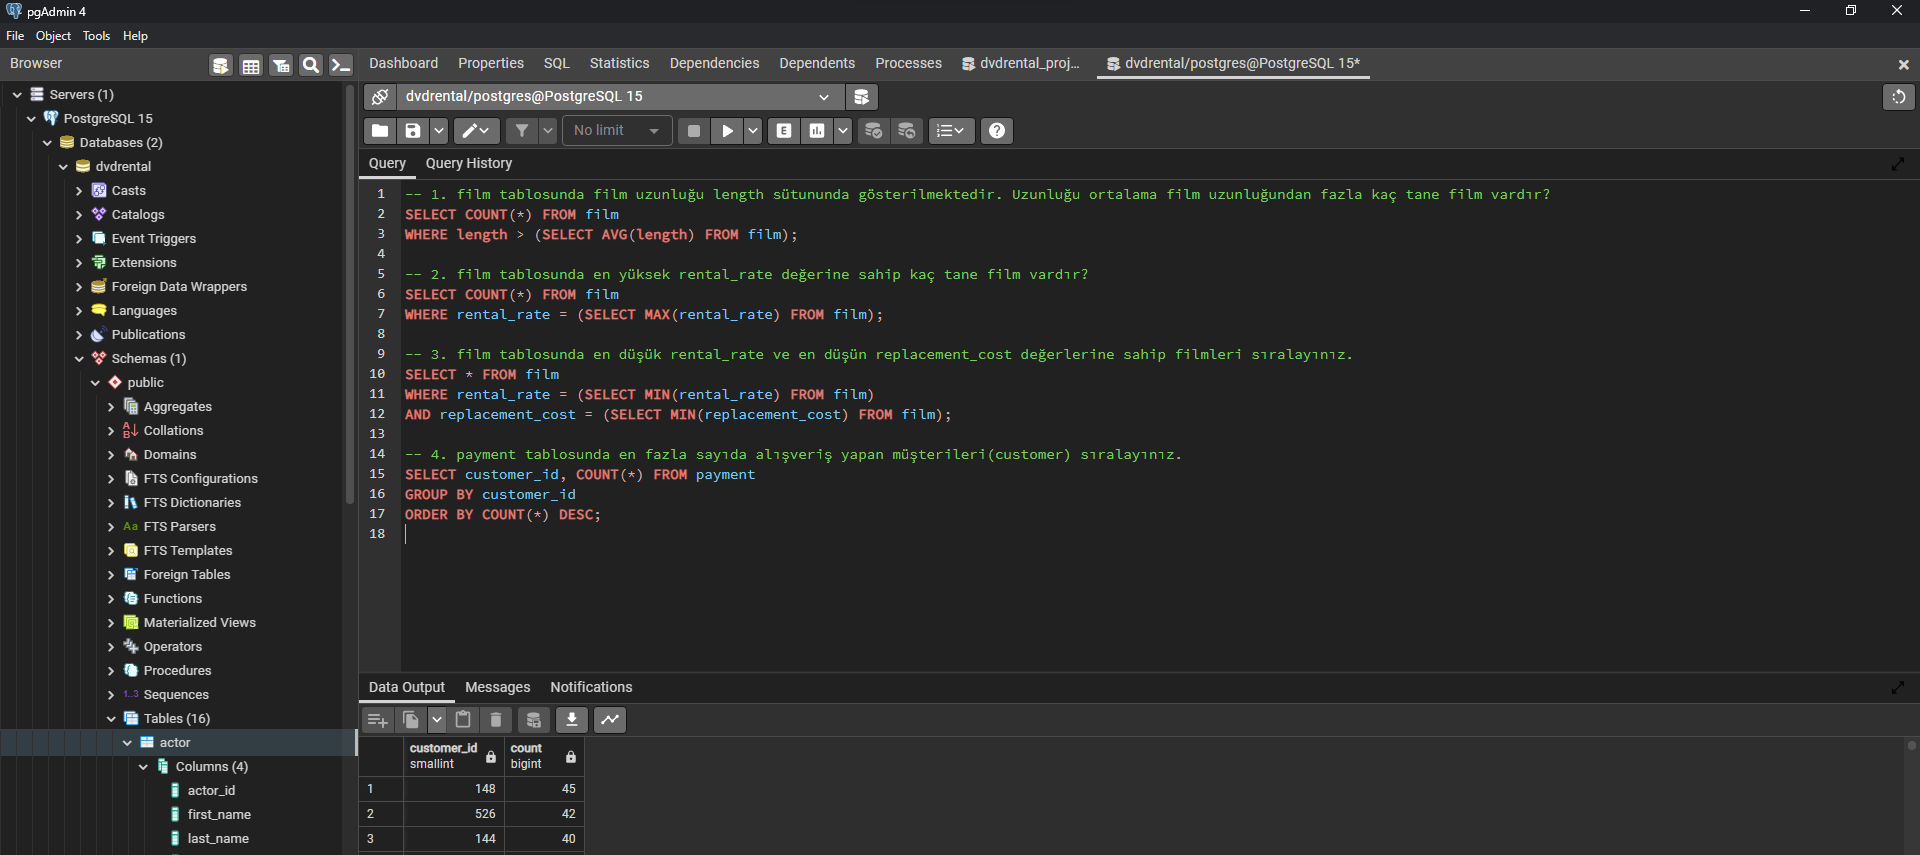 pgAdmin 4
File Object Tools Help
Browser
Dashboard Properties SQL Statistics Dependencies Dependents Processes dvdrental_proj... dvdrental/postgres@PostgreSQL 15*
Servers (1)
PostgreSQL 15
Databases (2)
dvdrental
Casts
Catalogs
Event Triggers
Extensions
Foreign Data Wrappers
Languages
Publications
Schemas (1)
public
Aggregates
Collations
Domains
FTS Configurations
FTS Dictionaries
Aa FTS Parsers
FTS Templates
Foreign Tables
Functions
Materialized Views
Operators
Procedures
1..3 Sequences
Tables (16)
actor
Columns (4)
actor_id
first_name
last_name
dvdrental/postgres@PostgreSQL 15
No limit
E
Query Query History
1 -- 1. film tablosunda film uzunluğu length sütununda gösterilmektedir. Uzunluğu ortalama film uzunluğundan fazla kaç tane film vardır?
2 SELECT COUNT(*) FROM film
3 WHERE length > (SELECT AVG(length) FROM film);
4
5 -- 2. film tablosunda en yüksek rental_rate değerine sahip kaç tane film vardır?
6 SELECT COUNT(*) FROM film
7 WHERE rental_rate = (SELECT MAX(rental_rate) FROM film);
8
9 -- 3. film tablosunda en düşük rental_rate ve en düşün replacement_cost değerlerine sahip filmleri sıralayınız.
10 SELECT * FROM film
11 WHERE rental_rate = (SELECT MIN(rental_rate) FROM film)
12 AND replacement_cost = (SELECT MIN(replacement_cost) FROM film);
13
14 -- 4. payment tablosunda en fazla sayıda alışveriş yapan müşterileri(customer) sıralayınız.
15 SELECT customer_id, COUNT(*) FROM payment
16 GROUP BY customer_id
17 ORDER BY COUNT(*) DESC;
18
Data Output Messages Notifications
customer_id count
smallint bigint
1 148 45
2 526 42
3 144 40